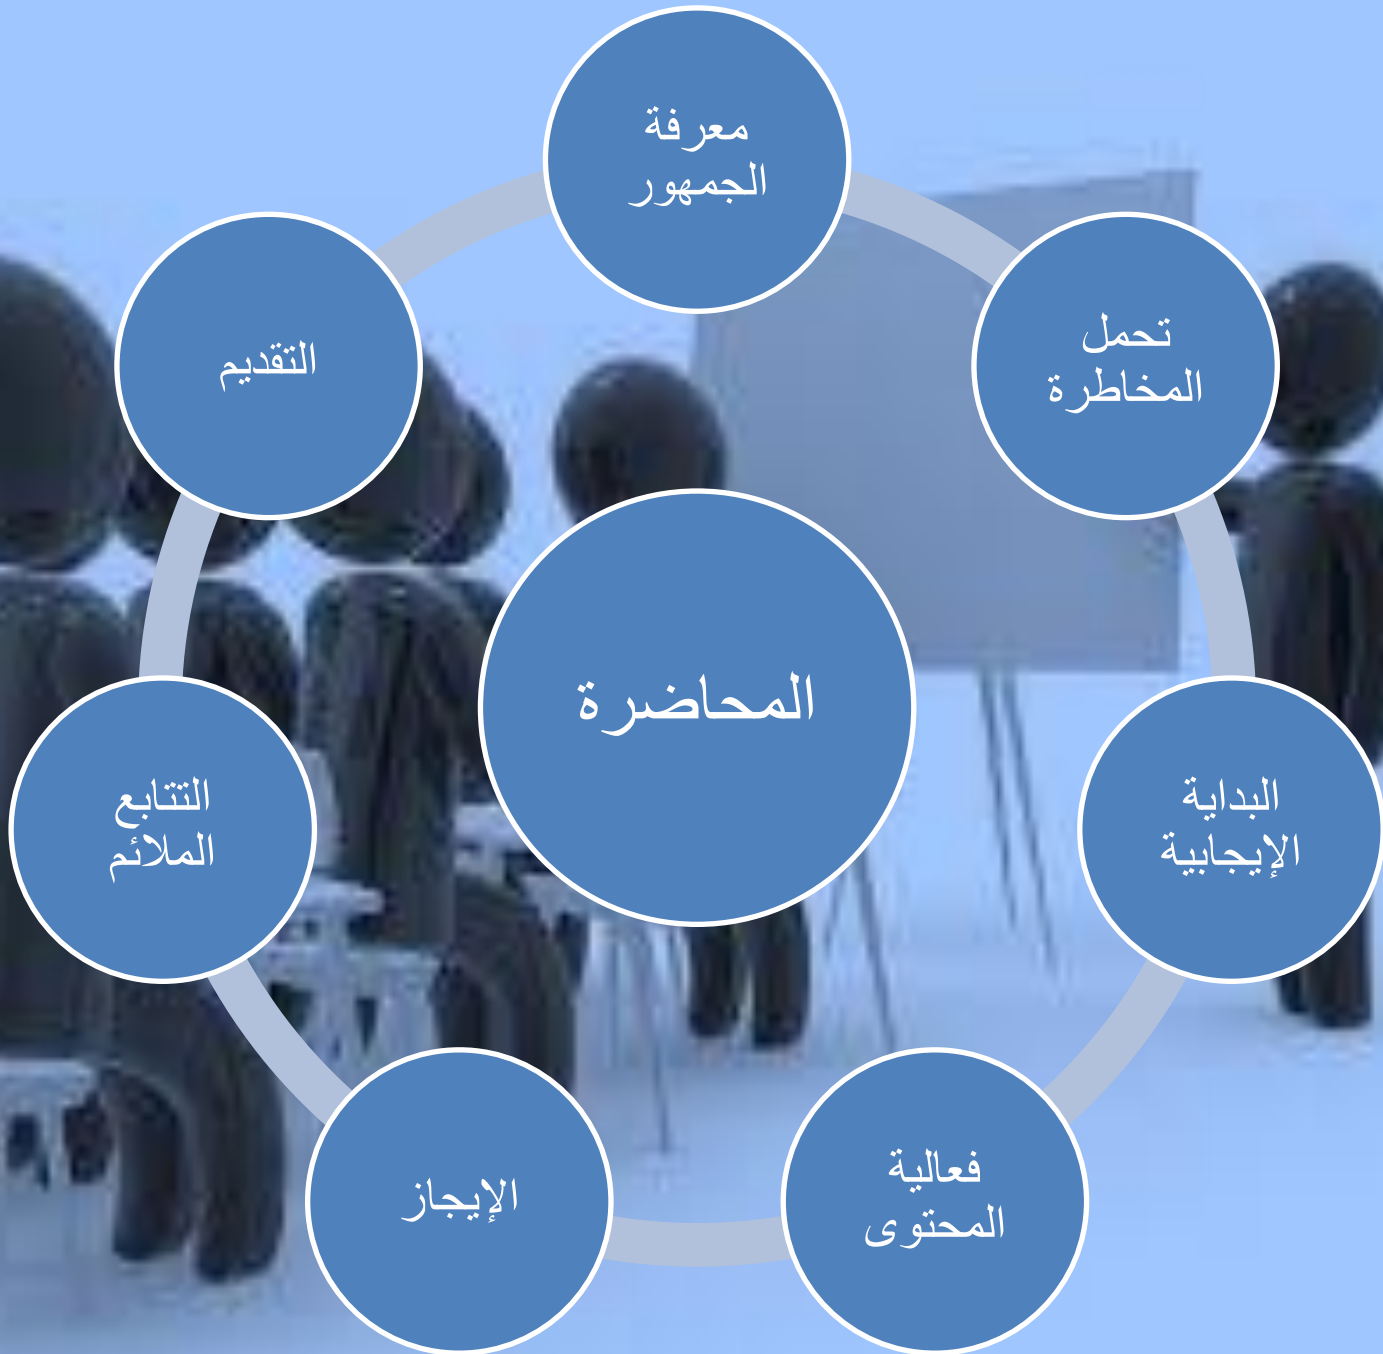 معرفة
الجمهور
تحمل
المخاطرة
البداية
الإيجابية
فعالية
المحتوى
الإيجاز
التتابع
الملائم
التقديم
المحاضرة